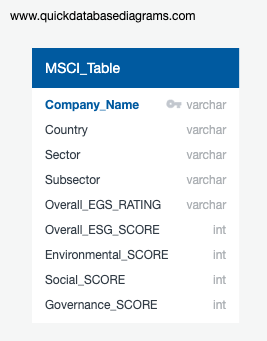 www.quickdatabasediagrams.com
MSCI_Table
Company_Name varchar
Country varchar
Sector varchar
Subsector varchar
Overall_EGS_RATING varchar
Overall_ESG_SCORE int
Environmental_SCORE int
Social_SCORE int
Governance_SCORE int